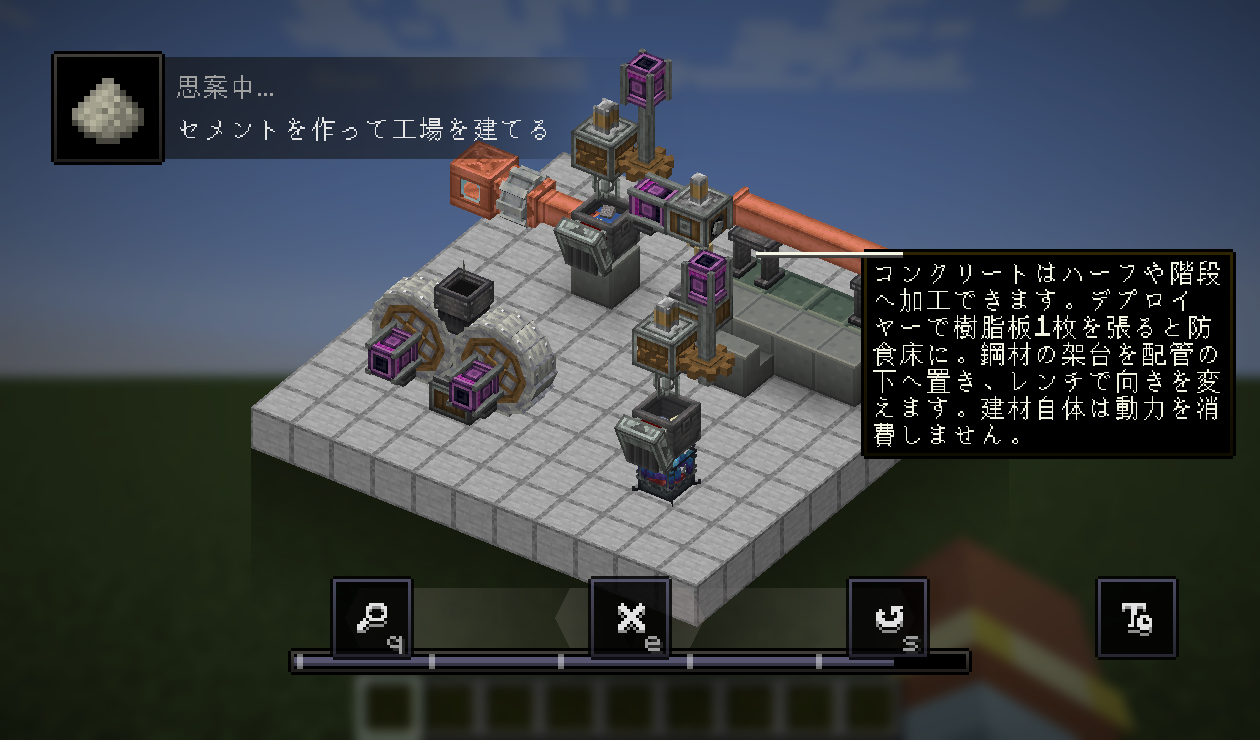 思案中...
セメントを作って工場を建てる
コンクリートはハーフや階段
へ加工できます。デプロイ
ヤーで樹脂板1枚を張ると防
食床に。鋼材の架台を配管の
下へ置き、レンチで向きを変
えます。建材自体は動力を消
費しません。
q
e
s